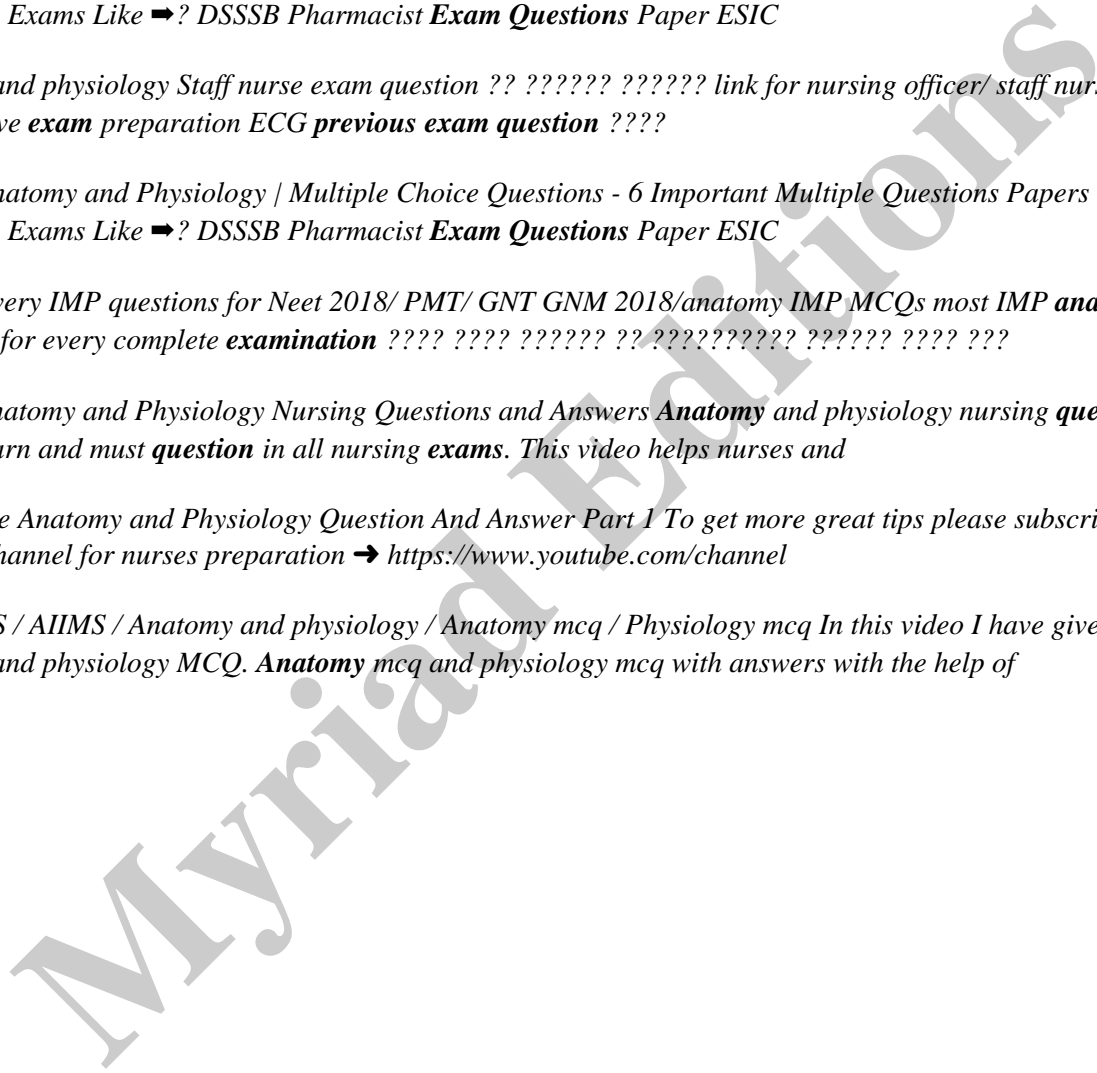 Exams Like ➡? DSSSB Pharmacist Exam Questions Paper ESIC
and physiology Staff nurse exam question ?? ?????? ?????? link for nursing officer/ staff
ve exam preparation ECG previous exam question ????
natomy and Physiology | Multiple Choice Questions - 6 Important Multiple Questions Papers
Exams Like ➡? DSSSB Pharmacist Exam Questions Paper ESIC
very IMP questions for Neet 2018/ PMT/ GNT GNM 2018/anatomy IMP MCQs most IMP
for every complete examination ???? ???? ?????? ?? ?????????? ?????? ???? ???
natomy and Physiology Nursing Questions and Answers Anatomy and physiology nursing
urn and must question in all nursing exams. This video helps nurses and
e Anatomy and Physiology Question And Answer Part 1 To get more great tips please
hannel for nurses preparation ➜ https://www.youtube.com/channel
S / AIIMS / Anatomy and physiology / Anatomy mcq / Physiology mcq In this video I have
and physiology MCQ. Anatomy mcq and physiology mcq with answers with the help of
Myriad Editions